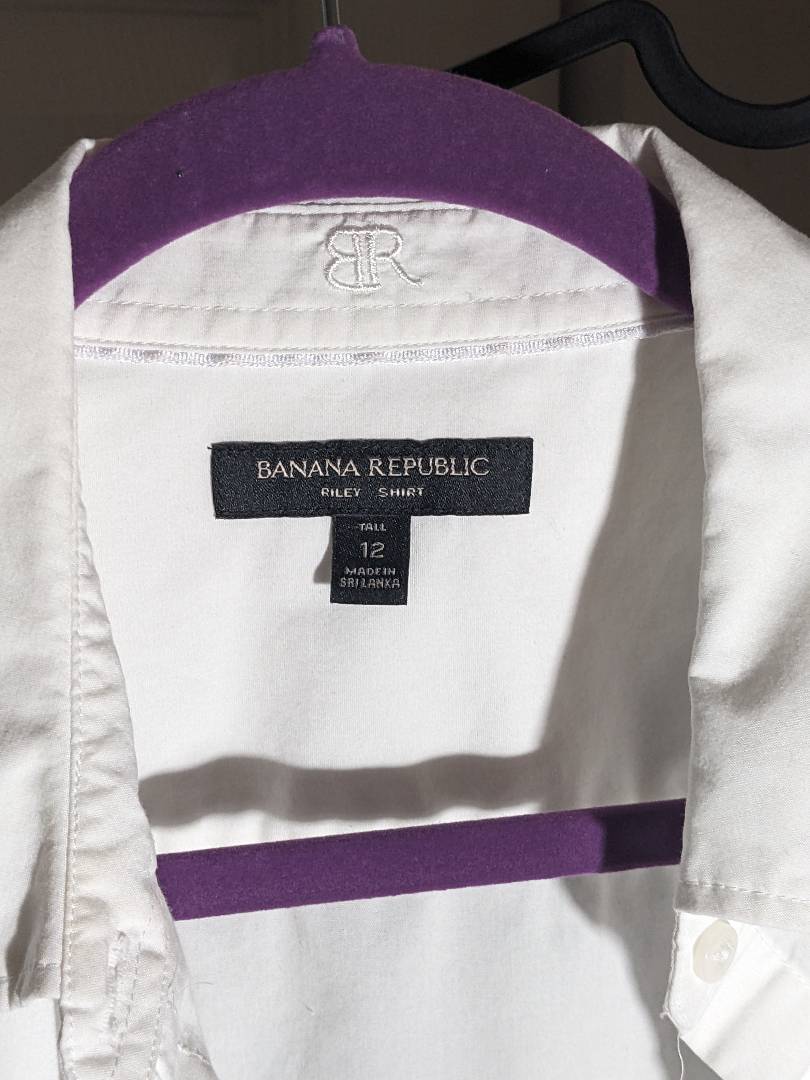 BR
BANANA REPUBLIC
RILEY SHIRT
TALL
12
MADE IN
SRI LANKA